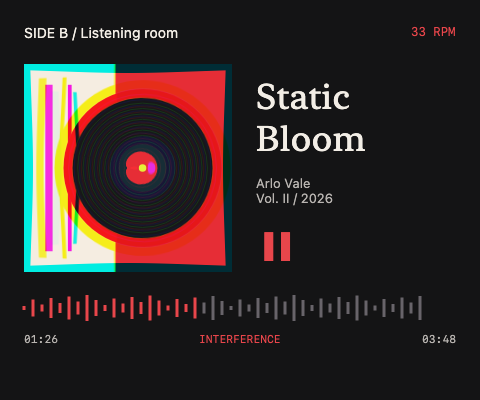 SIDE B / Listening room
33 RPM
Static
Bloom
Arlo Vale
Vol. II / 2026
01:26
INTERFERENCE
03:48